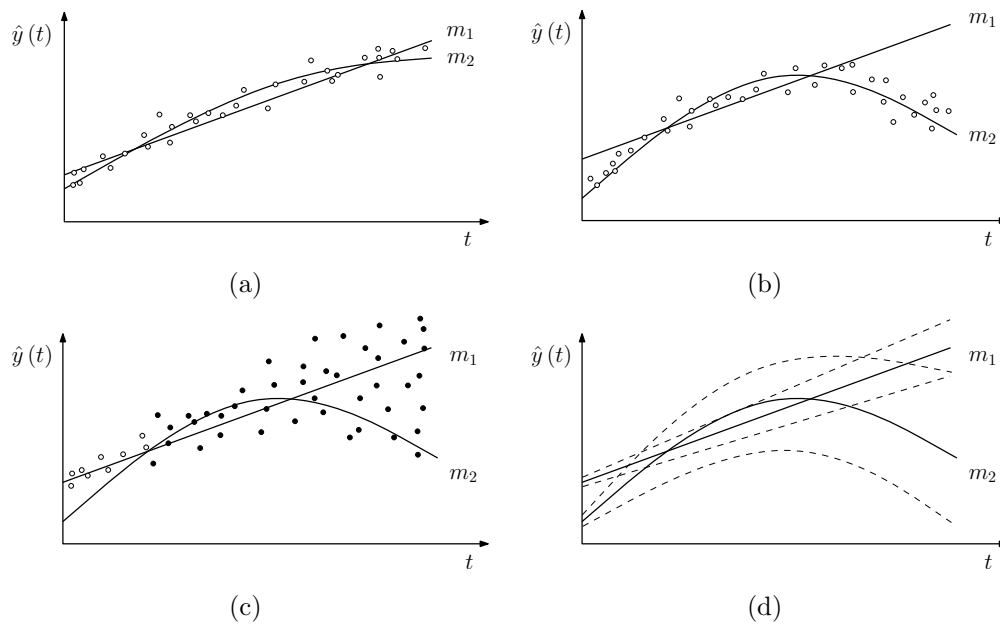 ŷ (t)
m₁
m₂
t
(a)
ŷ (t)
m₁
m₂
t
(b)
ŷ (t)
m₁
m₂
t
(c)
ŷ (t)
m₁
m₂
t
(d)